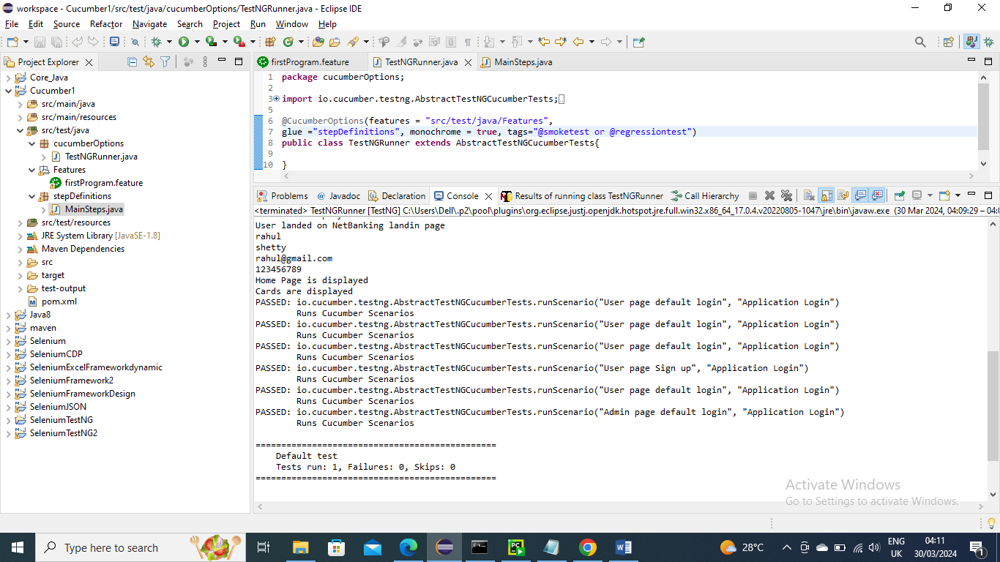 workspace - Cucumber1/src/test/java/cucumberOptions/TestNGRunner.java - Eclipse IDE
File Edit Source Refactor Navigate Search Project Run Window Help
Project Explorer
Core_Java
Cucumber1
src/main/java
src/main/resources
src/test/java
cucumberOptions
TestNGRunner.java
Features
firstProgram.feature
stepDefinitions
MainSteps.java
src/test/resources
JRE System Library [JavaSE-1.8]
Maven Dependencies
src
target
test-output
pom.xml
Java8
maven
Selenium
SeleniumCDP
SeleniumExcelFrameworkdynamic
SeleniumFramework2
SeleniumFrameworkDesign
SeleniumJSON
SeleniumTestNG
SeleniumTestNG2
firstProgram.feature TestNGRunner.java MainSteps.java
1 package cucumberOptions;
2
3 import io.cucumber.testng.AbstractTestNGCucumberTests;
5
6 @CucumberOptions(features = "src/test/java/Features",
7 glue ="stepDefinitions", monochrome = true, tags="@smoketest or @regressiontest")
8 public class TestNGRunner extends AbstractTestNGCucumberTests{
9
10 }
Problems @ Javadoc Declaration Console Results of running class TestNGRunner Call Hierarchy
<terminated> TestNGRunner [TestNG] C:\Users\Dell\.p2\pool\plugins\org.eclipse.justj.openjdk.hotspot.jre.full.win32.x86_64_17.0.4.v20220805-1047\jre\bin\javaw.exe (30 Mar 2024, 04:09:29 – 04:0
User landed on NetBanking landin page
rahul
shetty
rahul@gmail.com
123456789
Home Page is displayed
Cards are displayed
PASSED: io.cucumber.testng.AbstractTestNGCucumberTests.runScenario("User page default login", "Application Login")
Runs Cucumber Scenarios
PASSED: io.cucumber.testng.AbstractTestNGCucumberTests.runScenario("User page default login", "Application Login")
Runs Cucumber Scenarios
PASSED: io.cucumber.testng.AbstractTestNGCucumberTests.runScenario("User page default login", "Application Login")
Runs Cucumber Scenarios
PASSED: io.cucumber.testng.AbstractTestNGCucumberTests.runScenario("User page Sign up", "Application Login")
Runs Cucumber Scenarios
PASSED: io.cucumber.testng.AbstractTestNGCucumberTests.runScenario("User page default login", "Application Login")
Runs Cucumber Scenarios
PASSED: io.cucumber.testng.AbstractTestNGCucumberTests.runScenario("Admin page default login", "Application Login")
Runs Cucumber Scenarios
===============================================
Default test
Tests run: 1, Failures: 0, Skips: 0
===============================================
Activate Windows
Go to Settings to activate Windows.
Type here to search
28°C
ENG
UK
04:11
30/03/2024
1